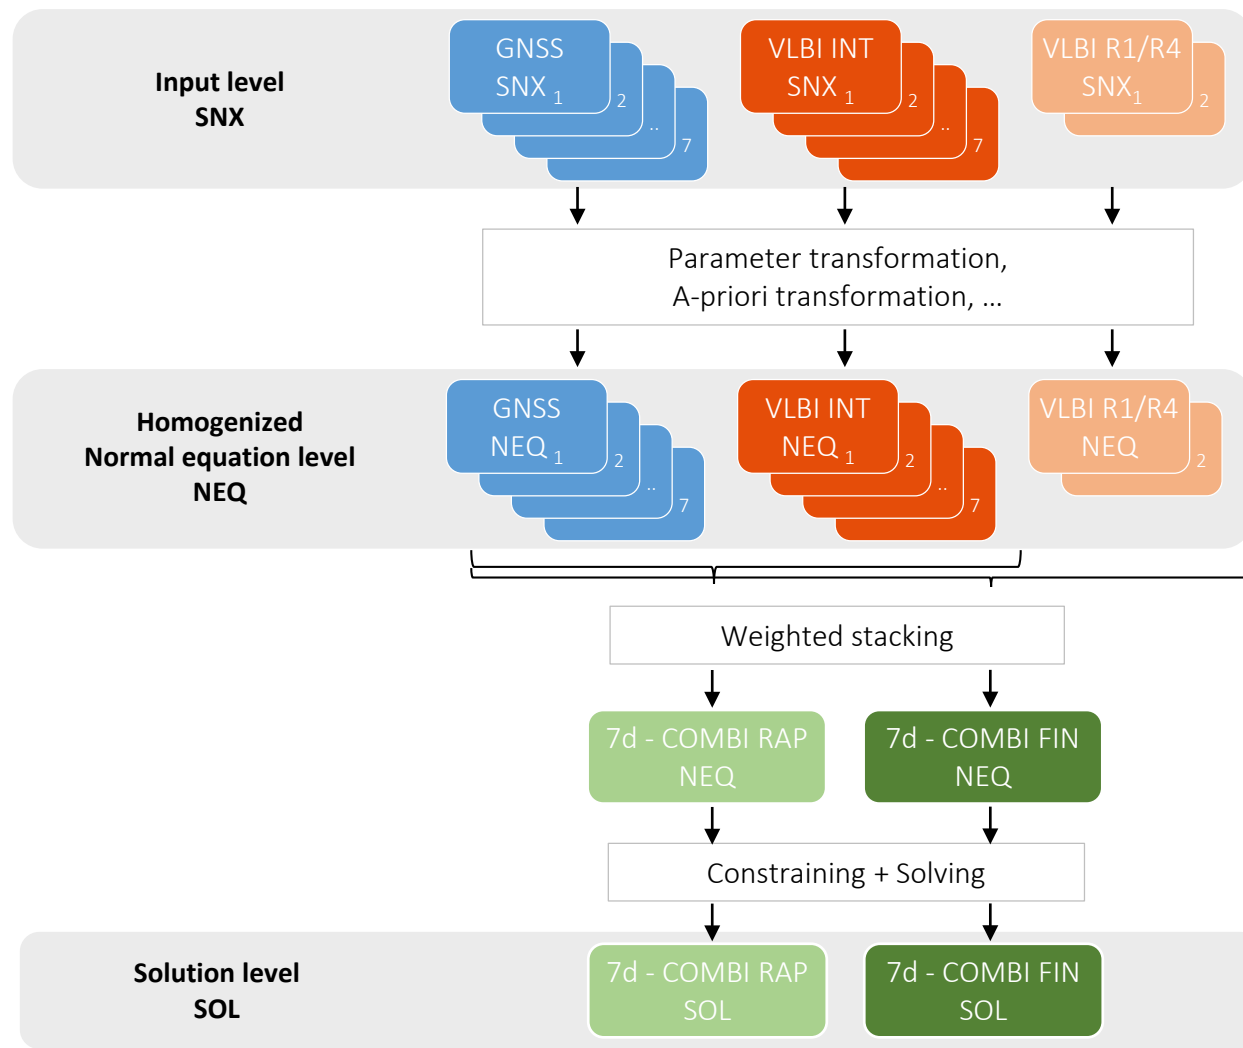 Input level
SNX
GNSS
SNX 1
2
..
7
VLBI INT
SNX 1
2
..
7
VLBI R1/R4
SNX1
2
Parameter transformation,
A-priori transformation, ...
Homogenized
Normal equation level
NEQ
GNSS
NEQ 1
2
..
7
VLBI INT
NEQ 1
2
..
7
VLBI R1/R4
NEQ
2
Weighted stacking
7d - COMBI RAP
NEQ
7d - COMBI FIN
NEQ
Constraining + Solving
Solution level
SOL
7d - COMBI RAP
SOL
7d - COMBI FIN
SOL